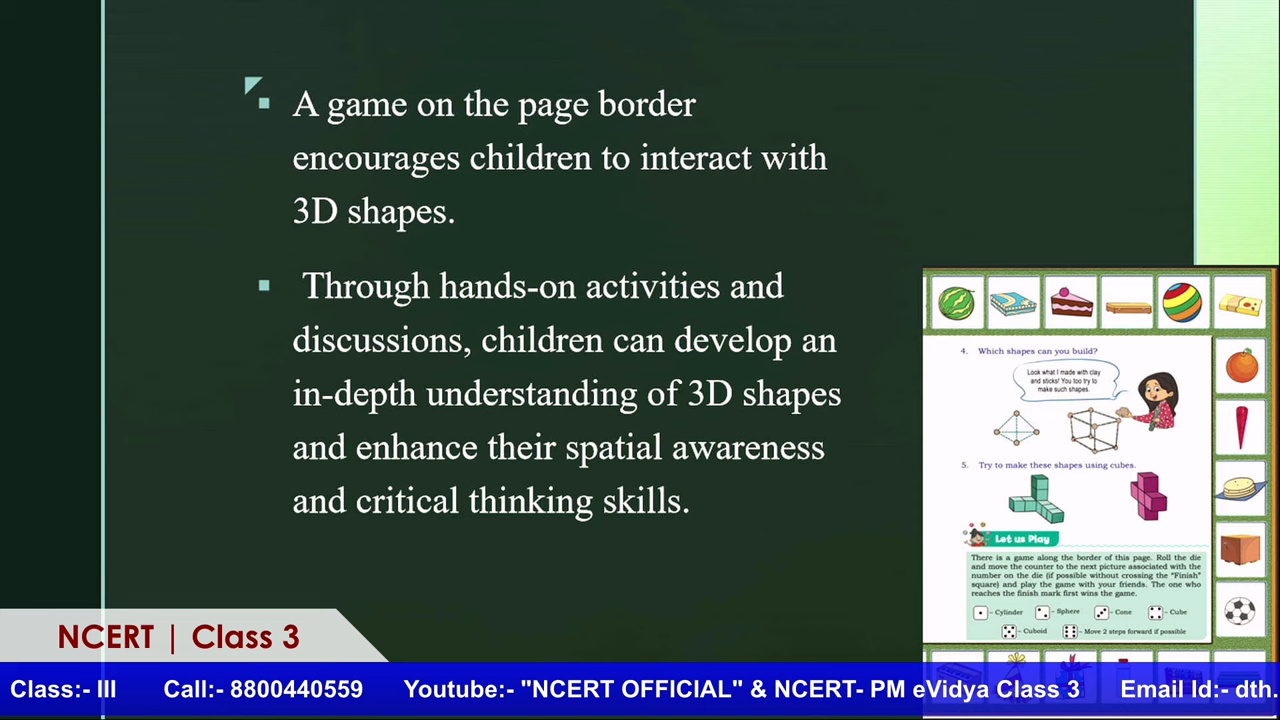 A game on the page border
encourages children to interact with
3D shapes.
Through hands-on activities and
discussions, children can develop an
in-depth understanding of 3D shapes
and enhance their spatial awareness
and critical thinking skills.
4. Which shapes can you build?
Look what I made with clay
and sticks! You too try to
make such shapes.
5. Try to make these shapes using cubes.
Let us Play
There is a game along the border of this page. Roll the die
and move the counter to the next picture associated with the
number on the die (if possible without crossing the "Finish"
square) and play the game with your friends. The one who
reaches the finish mark first wins the game.
– Cylinder – Sphere – Cone – Cube
– Cuboid – Move 2 steps forward if possible
NCERT | Class 3
Class:- III Call:- 8800440559 Youtube:- "NCERT OFFICIAL" & NCERT- PM eVidya Class 3 Email Id:- dth.